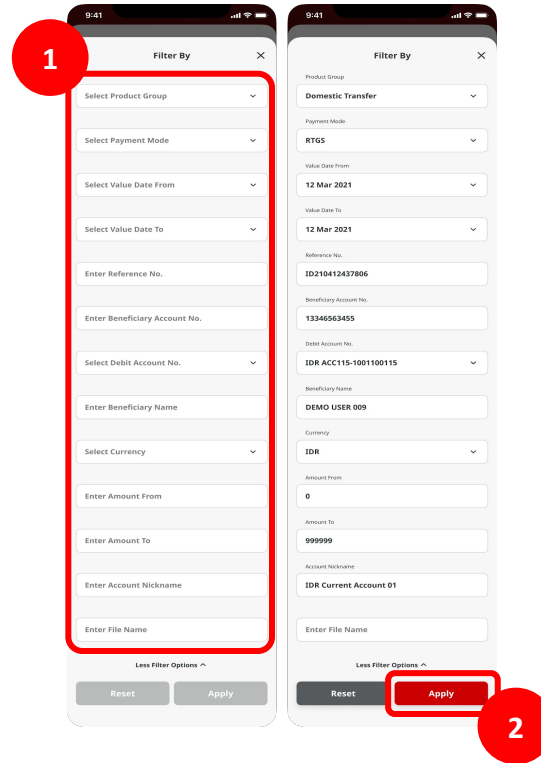 1
9:41
Filter By
Select Product Group
Select Payment Mode
Select Value Date From
Select Value Date To
Enter Reference No.
Enter Beneficiary Account No.
Select Debit Account No.
Enter Beneficiary Name
Select Currency
Enter Amount From
Enter Amount To
Enter Account Nickname
Enter File Name
Less Filter Options
Reset Apply
9:41
Filter By
Product Group
Domestic Transfer
Payment Mode
RTGS
Value Date From
12 Mar 2021
Value Date To
12 Mar 2021
Reference No.
ID210412437806
Beneficiary Account No.
13346563455
Debit Account No.
IDR ACC115-1001100115
Beneficiary Name
DEMO USER 009
Currency
IDR
Amount From
0
Amount To
999999
Account Nickname
IDR Current Account 01
Enter File Name
Less Filter Options
Reset Apply
2